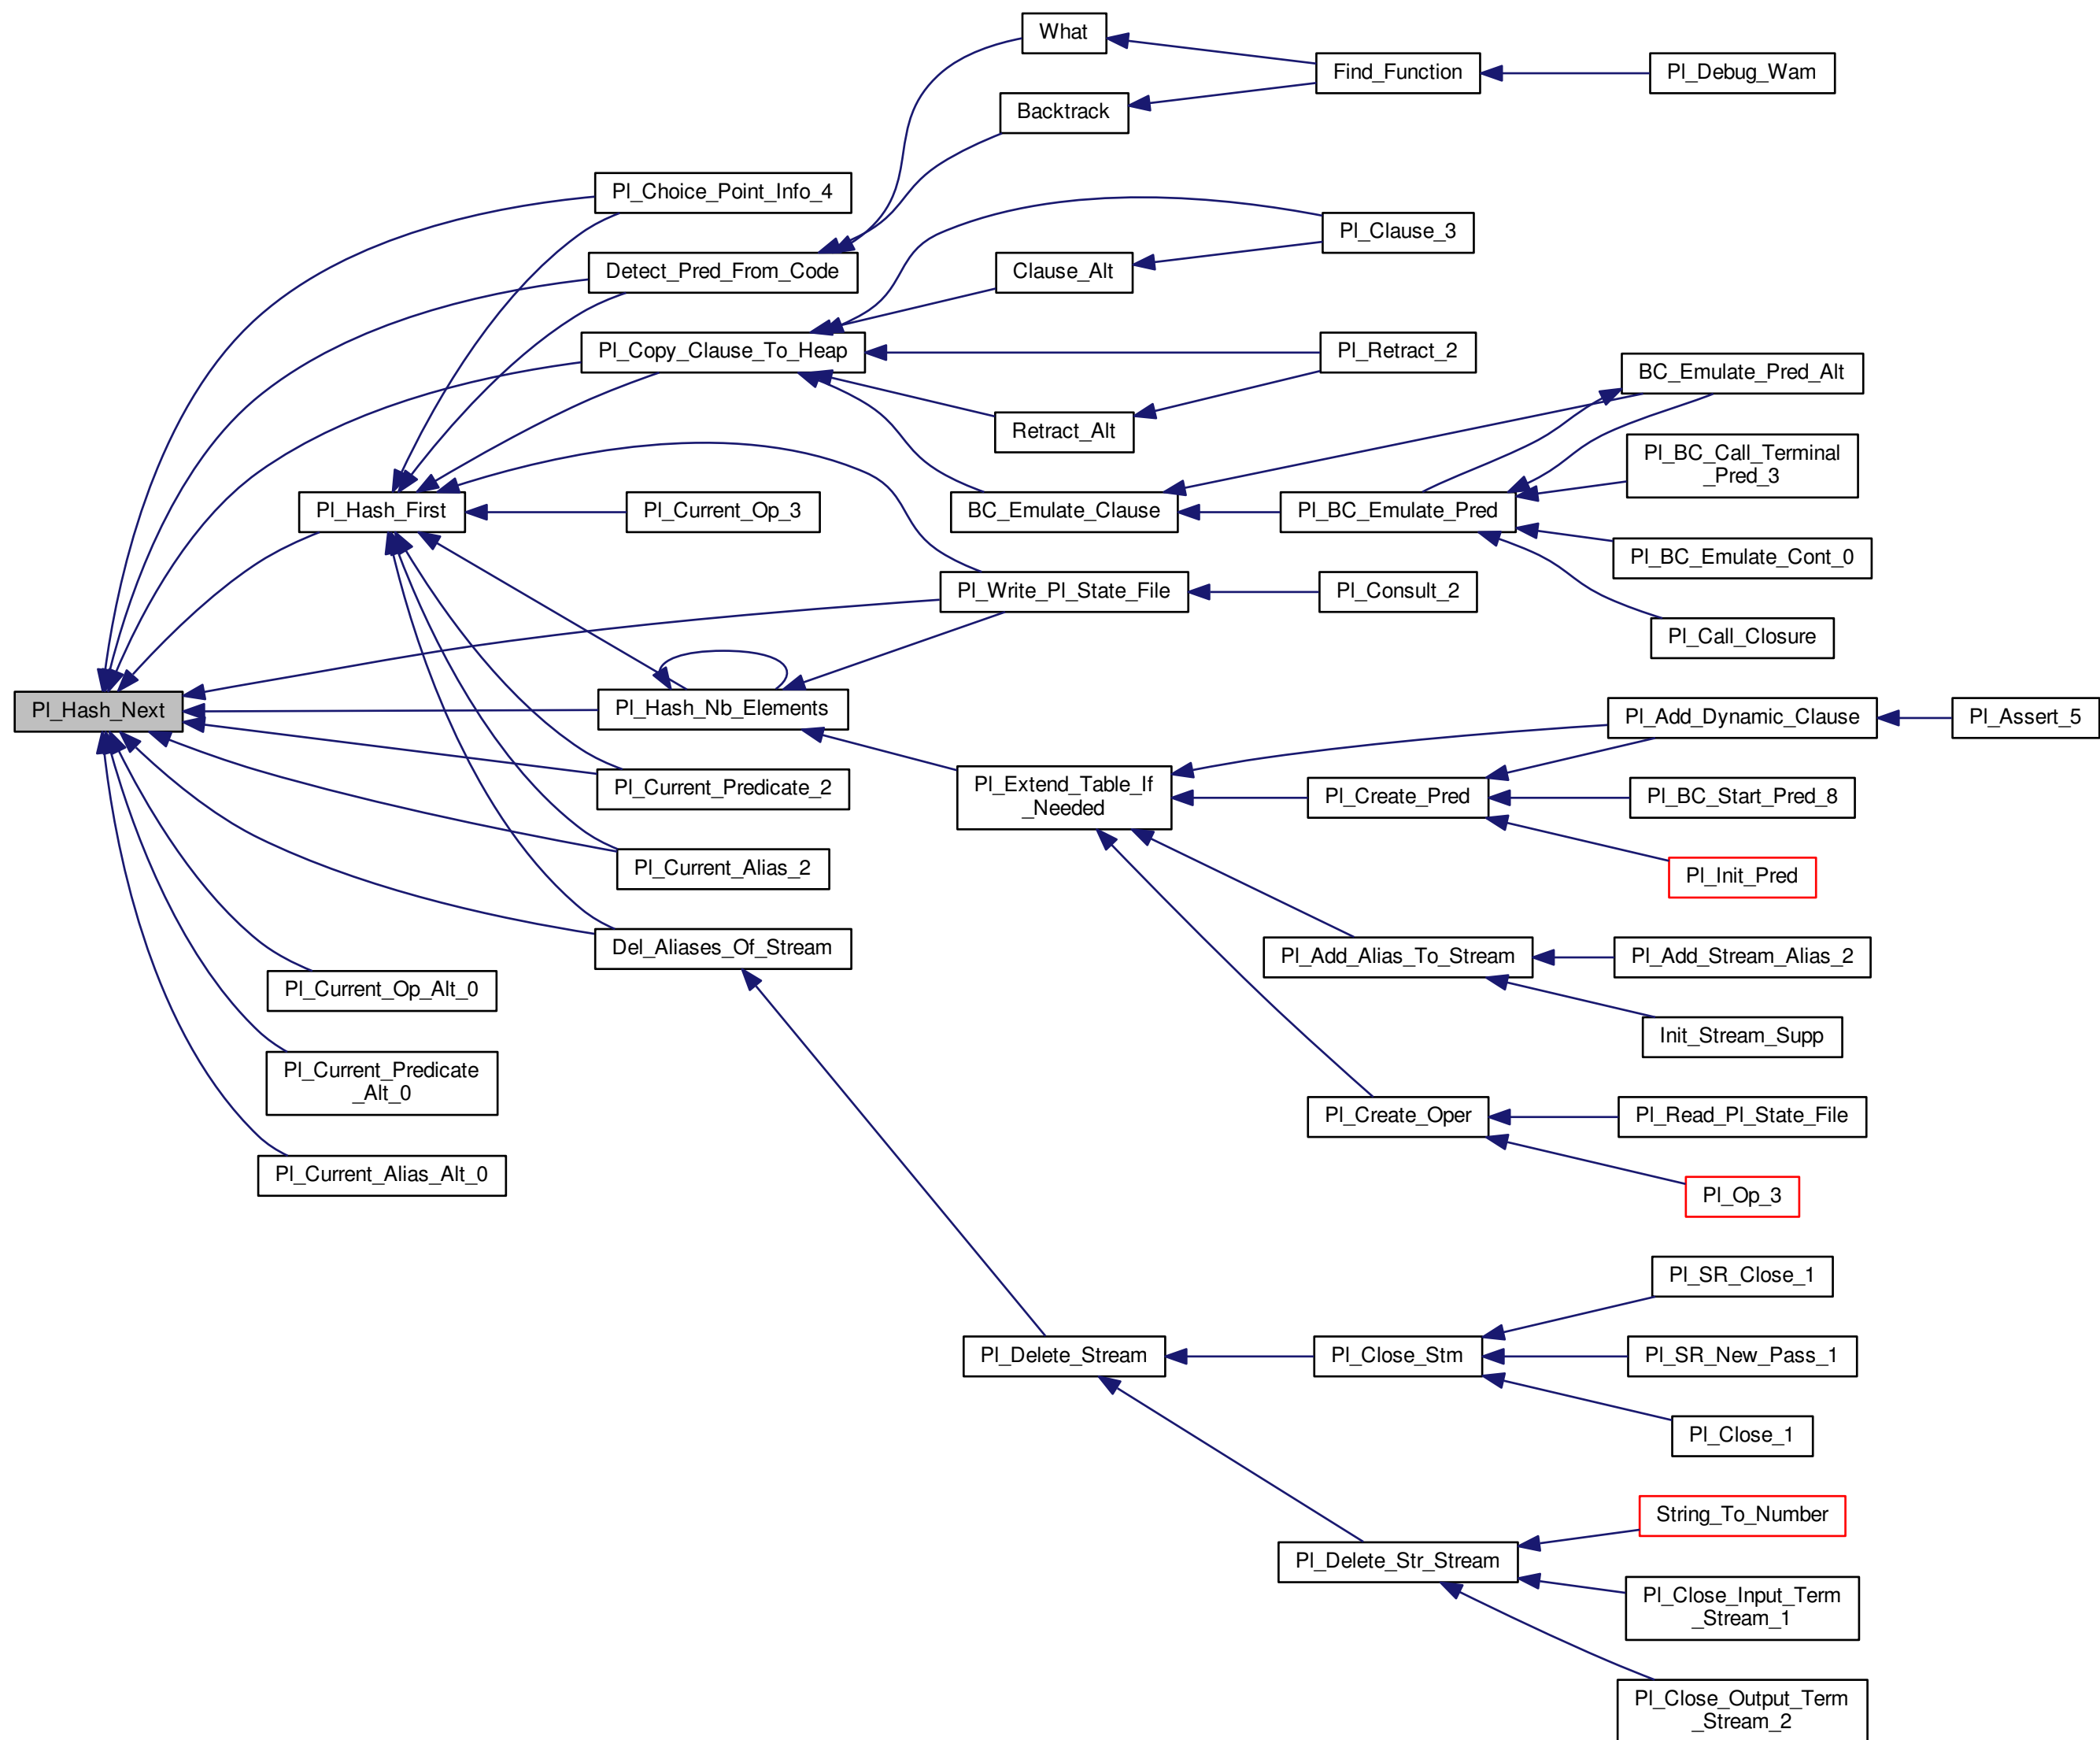 What
Find_Function
Pl_Debug_Wam
Backtrack
Pl_Choice_Point_Info_4
Pl_Clause_3
Detect_Pred_From_Code
Clause_Alt
Pl_Copy_Clause_To_Heap
Pl_Retract_2
BC_Emulate_Pred_Alt
Retract_Alt
Pl_BC_Call_Terminal
_Pred_3
Pl_Hash_First
Pl_Current_Op_3
BC_Emulate_Clause
Pl_BC_Emulate_Pred
Pl_BC_Emulate_Cont_0
Pl_Write_Pl_State_File
Pl_Consult_2
Pl_Call_Closure
Pl_Hash_Next
Pl_Hash_Nb_Elements
Pl_Add_Dynamic_Clause
Pl_Assert_5
Pl_Current_Predicate_2
Pl_Extend_Table_If
_Needed
Pl_Create_Pred
Pl_BC_Start_Pred_8
Pl_Current_Alias_2
Pl_Init_Pred
Del_Aliases_Of_Stream
Pl_Add_Alias_To_Stream
Pl_Add_Stream_Alias_2
Pl_Current_Op_Alt_0
Init_Stream_Supp
Pl_Current_Predicate
_Alt_0
Pl_Create_Oper
Pl_Read_Pl_State_File
Pl_Current_Alias_Alt_0
Pl_Op_3
Pl_SR_Close_1
Pl_Delete_Stream
Pl_Close_Stm
Pl_SR_New_Pass_1
Pl_Close_1
String_To_Number
Pl_Delete_Str_Stream
Pl_Close_Input_Term
_Stream_1
Pl_Close_Output_Term
_Stream_2